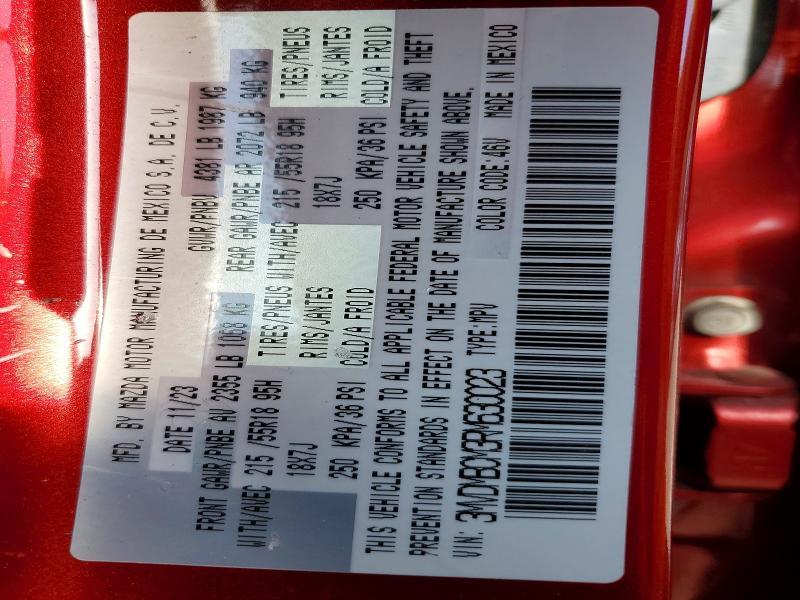 MFD. BY MAZDA MOTOR MANUFACTURING DE MEXICO S.A. DE C.V.
DATE 11/23 GVWR/PNBV 4381 LB 1987 KG
FRONT GAWR/PNBE AV 2355 LB 1068 KG REAR GAWR/PNBE AR 2072 LB 940 KG
WITH/AVEC 215 /55R18 95H TIRES/PNEUS WITH/AVEC 215 /55R18 95H TIRES/PNEUS
18X7J RIMS/JANTES 18X7J RIMS/JANTES
250 KPA/36 PSI COLD/A FROID 250 KPA/36 PSI COLD/A FROID
THIS VEHICLE CONFORMS TO ALL APPLICABLE FEDERAL MOTOR VEHICLE SAFETY AND THEFT
PREVENTION STANDARDS IN EFFECT ON THE DATE OF MANUFACTURE SHOWN ABOVE.
VIN: 3MVDMBCM3RM630023 TYPE:MPV COLOR CODE:46V MADE IN MEXICO